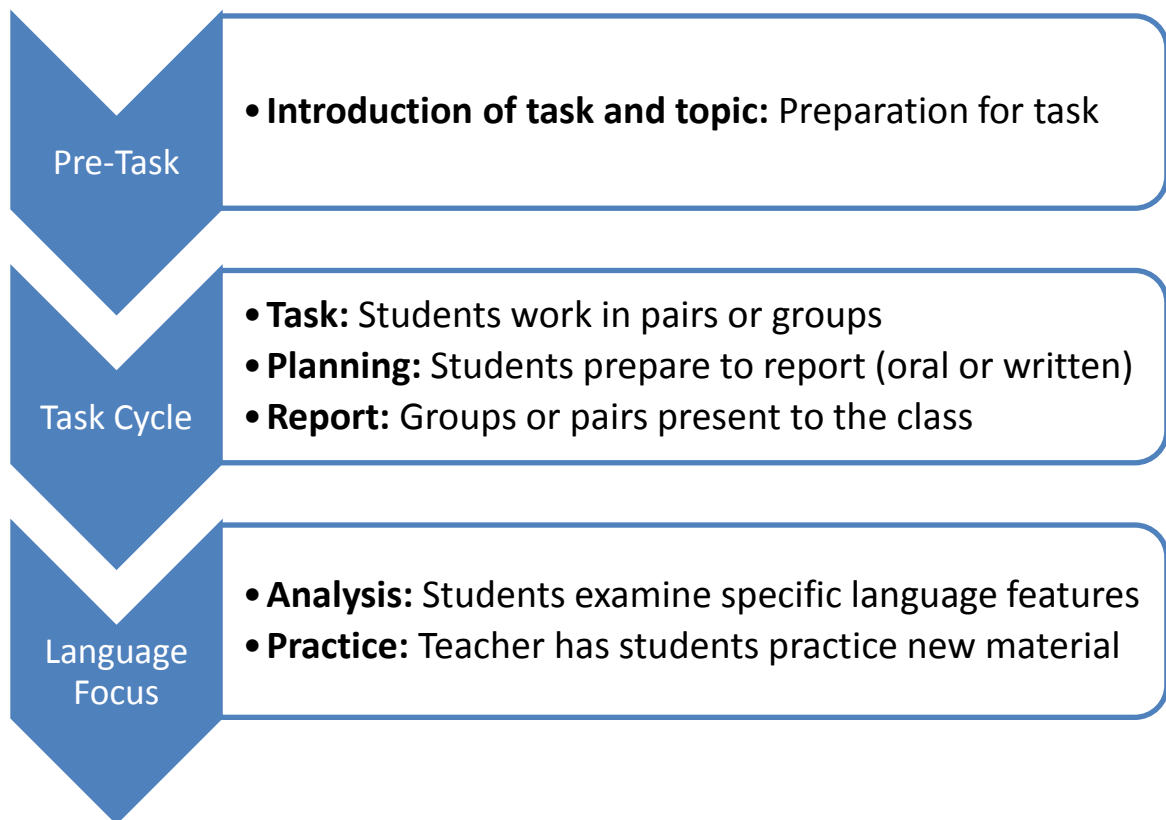 Pre-Task
•Introduction of task and topic: Preparation for task
Task Cycle
•Task: Students work in pairs or groups
•Planning: Students prepare to report (oral or written)
•Report: Groups or pairs present to the class
Language
Focus
•Analysis: Students examine specific language features
•Practice: Teacher has students practice new material